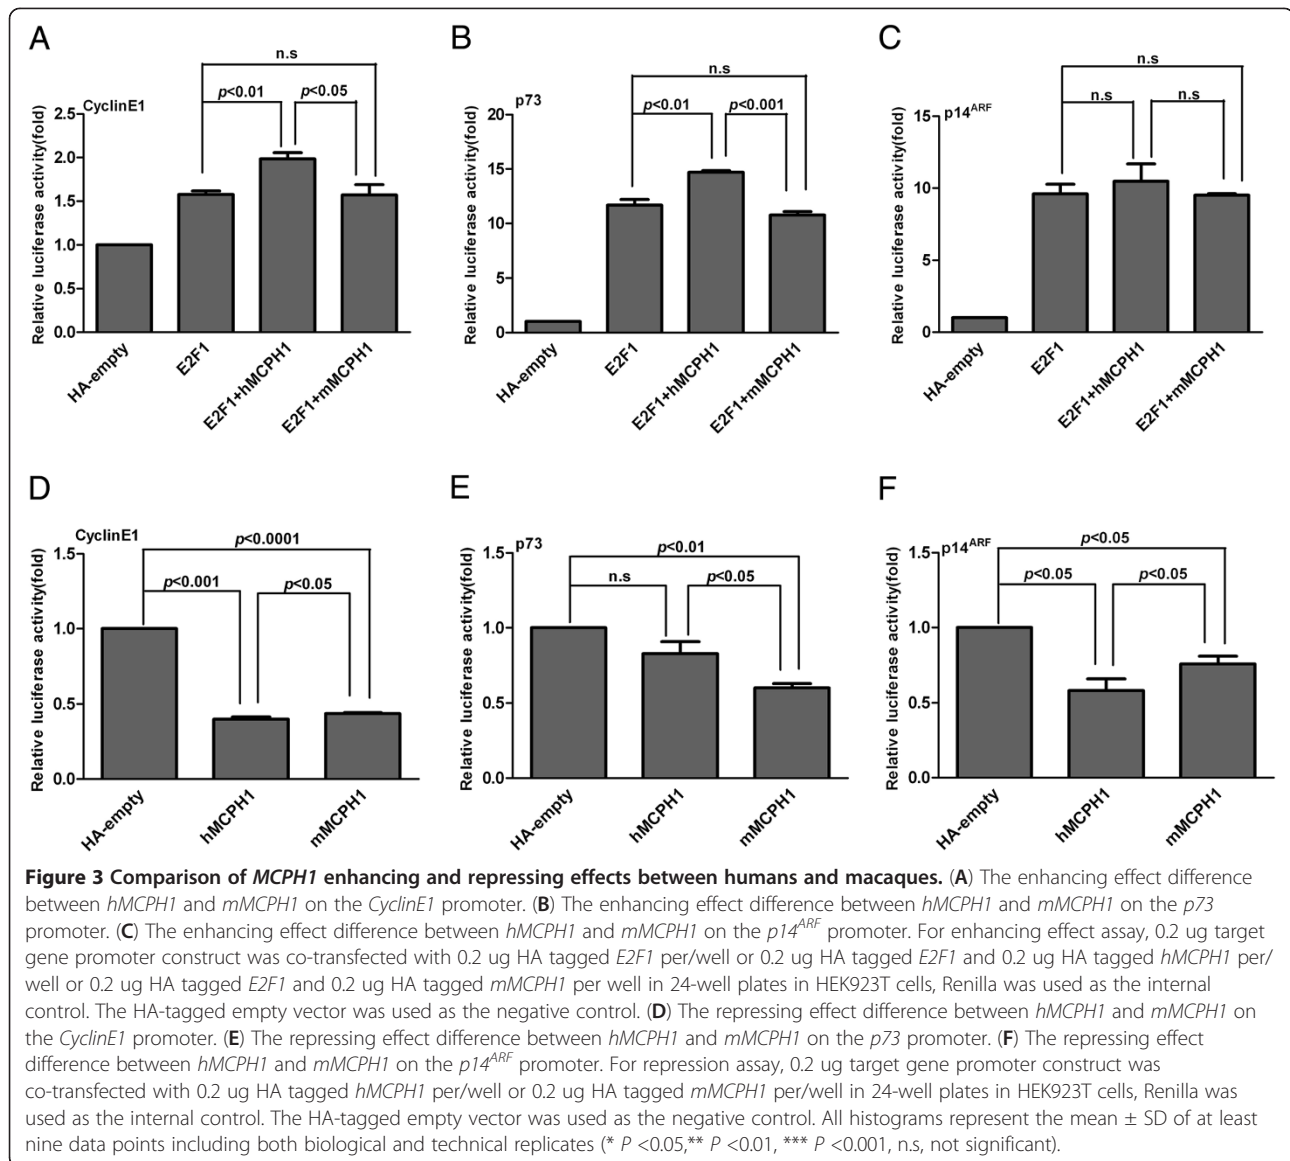 A
n.s
p<0.01
p<0.05
CyclinE1
Relative luciferase activity(fold)
2.5
2.0
1.5
1.0
0.5
0.0
HA-empty
E2F1
E2F1+hMCPH1
E2F1+mMCPH1
B
n.s
p<0.01
p<0.001
p73
Relative luciferase activity(fold)
20
15
10
5
0
HA-empty
E2F1
E2F1+hMCPH1
E2F1+mMCPH1
C
n.s
n.s
n.s
p14ARF
Relative luciferase activity(fold)
15
10
5
0
HA-empty
E2F1
E2F1+hMCPH1
E2F1+mMCPH1
D
CyclinE1
p<0.0001
p<0.001
p<0.05
Relative luciferase activity(fold)
1.5
1.0
0.5
0.0
HA-empty
hMCPH1
mMCPH1
E
p73
p<0.01
n.s
p<0.05
Relative luciferase activity(fold)
1.5
1.0
0.5
0.0
HA-empty
hMCPH1
mMCPH1
F
p14ARF
p<0.05
p<0.05
p<0.05
Relative luciferase activity(fold)
1.5
1.0
0.5
0.0
HA-empty
hMCPH1
mMCPH1
Figure 3 Comparison of MCPH1 enhancing and repressing effects between humans and macaques. (A) The enhancing effect difference
between hMCPH1 and mMCPH1 on the CyclinE1 promoter. (B) The enhancing effect difference between hMCPH1 and mMCPH1 on the p73
promoter. (C) The enhancing effect difference between hMCPH1 and mMCPH1 on the p14ARF promoter. For enhancing effect assay, 0.2 ug target
gene promoter construct was co-transfected with 0.2 ug HA tagged E2F1 per/well or 0.2 ug HA tagged E2F1 and 0.2 ug HA tagged hMCPH1 per/
well or 0.2 ug HA tagged E2F1 and 0.2 ug HA tagged mMCPH1 per well in 24-well plates in HEK923T cells, Renilla was used as the internal
control. The HA-tagged empty vector was used as the negative control. (D) The repressing effect difference between hMCPH1 and mMCPH1 on
the CyclinE1 promoter. (E) The repressing effect difference between hMCPH1 and mMCPH1 on the p73 promoter. (F) The repressing effect
difference between hMCPH1 and mMCPH1 on the p14ARF promoter. For repression assay, 0.2 ug target gene promoter construct was
co-transfected with 0.2 ug HA tagged hMCPH1 per/well or 0.2 ug HA tagged mMCPH1 per/well in 24-well plates in HEK923T cells, Renilla was
used as the internal control. The HA-tagged empty vector was used as the negative control. All histograms represent the mean ± SD of at least
nine data points including both biological and technical replicates (* P <0.05,** P <0.01, *** P <0.001, n.s, not significant).